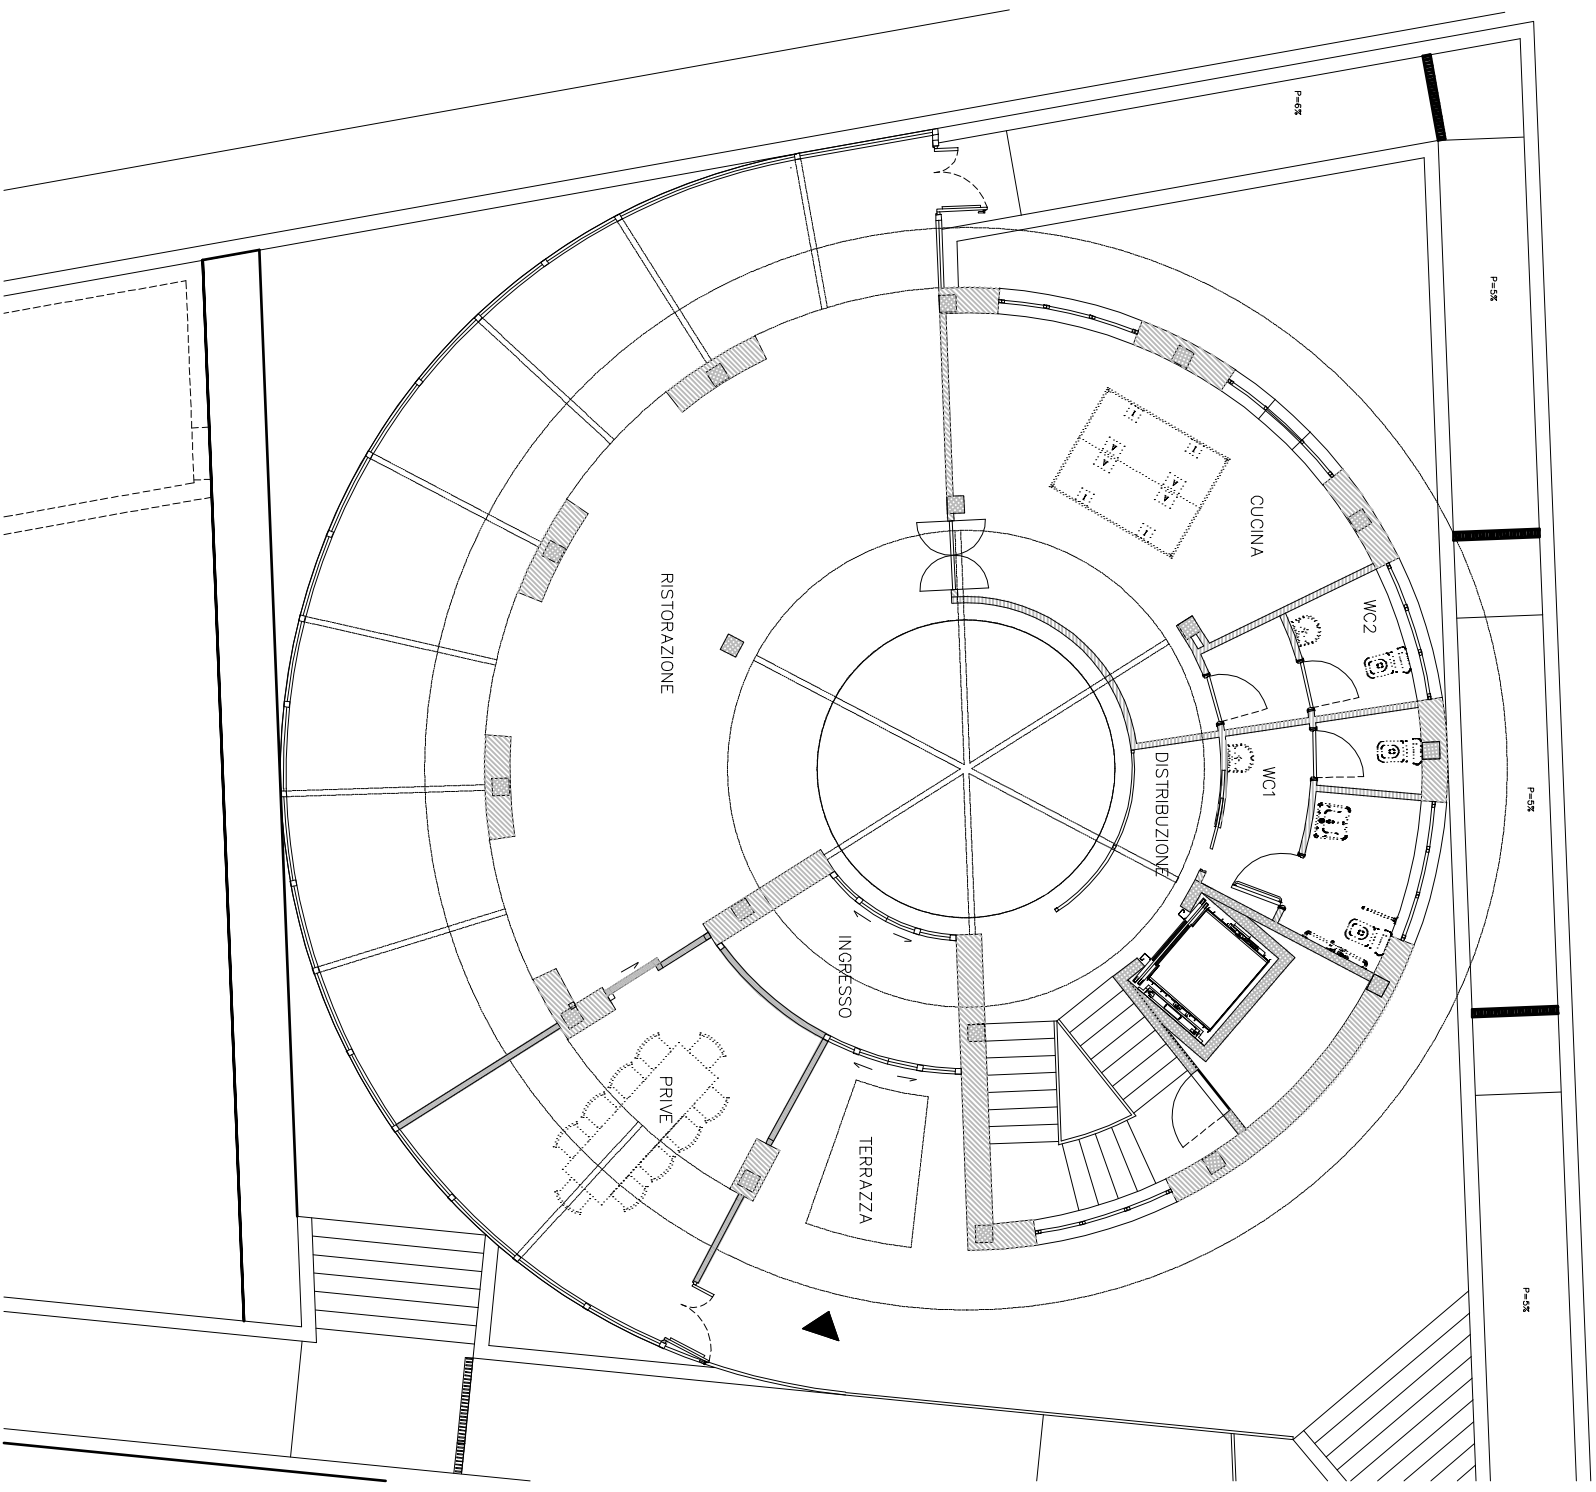 P=6%
P=5%
CUCINA
WC2
RISTORAZIONE
DISTRIBUZIONE
WC1
P=5%
INGRESSO
PRIVE
TERRAZZA
P=5%